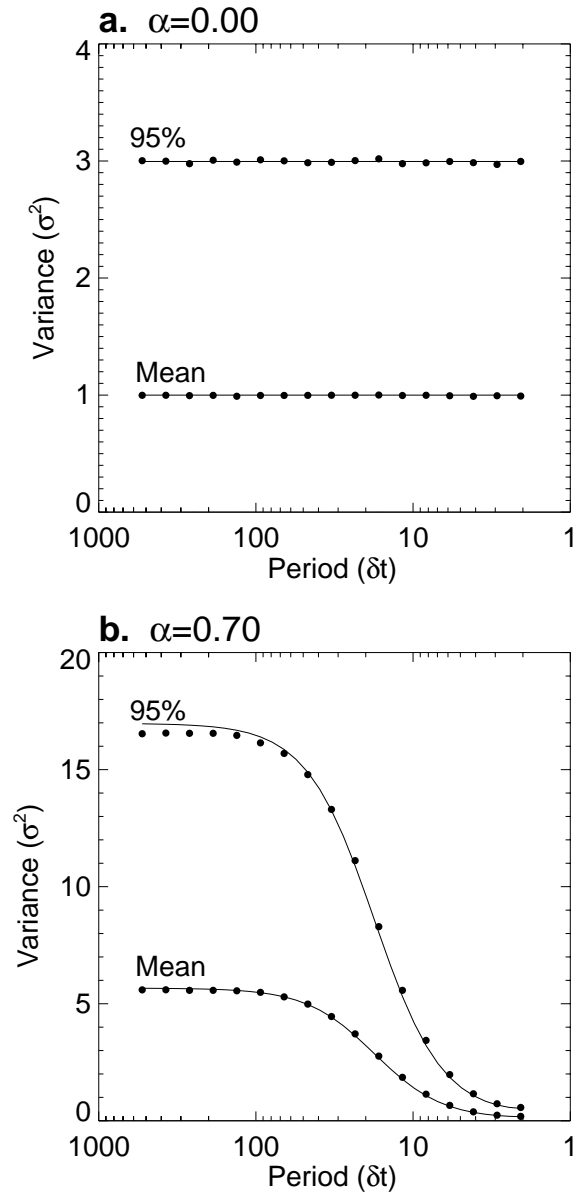 a. α=0.00
4
3
2
1
0
Variance (σ²)
95%
Mean
1000 100 10 1
Period (δt)
b. α=0.70
20
15
10
5
0
Variance (σ²)
95%
Mean
1000 100 10 1
Period (δt)